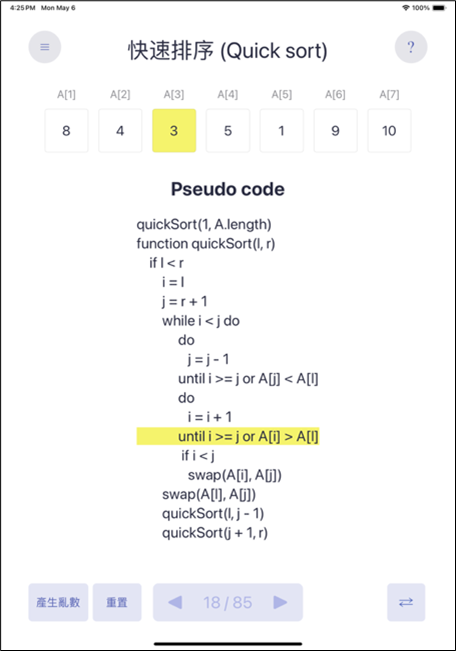 4:25 PM Mon May 6 100%
快速排序 (Quick sort)
?
A[1] A[2] A[3] A[4] A[5] A[6] A[7]
8 4 3 5 1 9 10
Pseudo code
quickSort(1, A.length)
function quickSort(l, r)
if l < r
i = l
j = r + 1
while i < j do
do
j = j - 1
until i >= j or A[j] < A[l]
do
i = i + 1
until i >= j or A[i] > A[l]
if i < j
swap(A[i], A[j])
swap(A[l], A[j])
quickSort(l, j - 1)
quickSort(j + 1, r)
產生亂數 重置 18 / 85